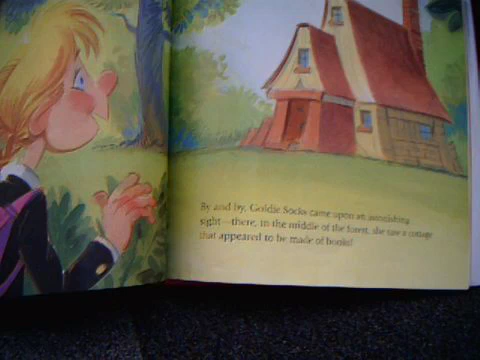 By and by, Goldie Socks came upon an astonishing
sight—there, in the middle of the forest, she saw a cottage
that appeared to be made of books!